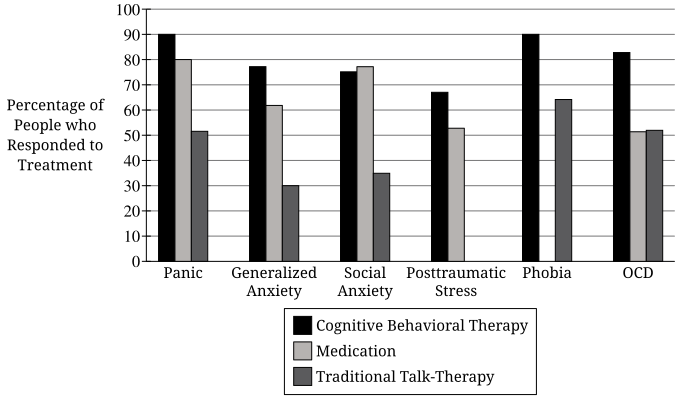 100
90
80
70
60
50
40
30
20
10
0
Percentage of
People who
Responded to
Treatment
Panic
Generalized
Anxiety
Social
Anxiety
Posttraumatic
Stress
Phobia
OCD
Cognitive Behavioral Therapy
Medication
Traditional Talk-Therapy